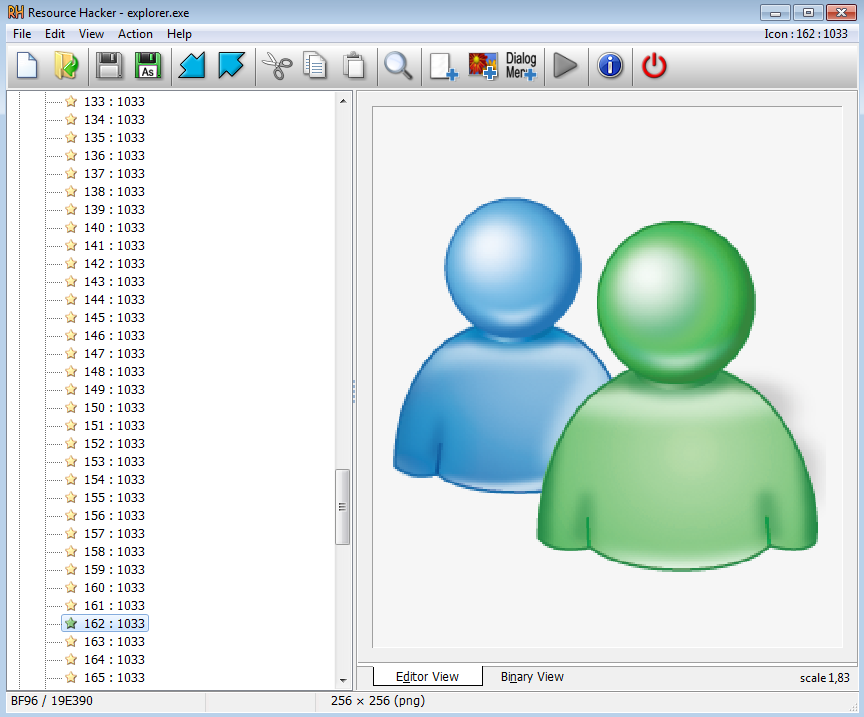 RH Resource Hacker - explorer.exe
File Edit View Action Help Icon : 162 : 1033
As Dialog
Menu
133 : 1033
134 : 1033
135 : 1033
136 : 1033
137 : 1033
138 : 1033
139 : 1033
140 : 1033
141 : 1033
142 : 1033
143 : 1033
144 : 1033
145 : 1033
146 : 1033
147 : 1033
148 : 1033
149 : 1033
150 : 1033
151 : 1033
152 : 1033
153 : 1033
154 : 1033
155 : 1033
156 : 1033
157 : 1033
158 : 1033
159 : 1033
160 : 1033
161 : 1033
162 : 1033
163 : 1033
164 : 1033
165 : 1033
Editor View Binary View scale 1,83
BF96 / 19E390 256 × 256 (png)